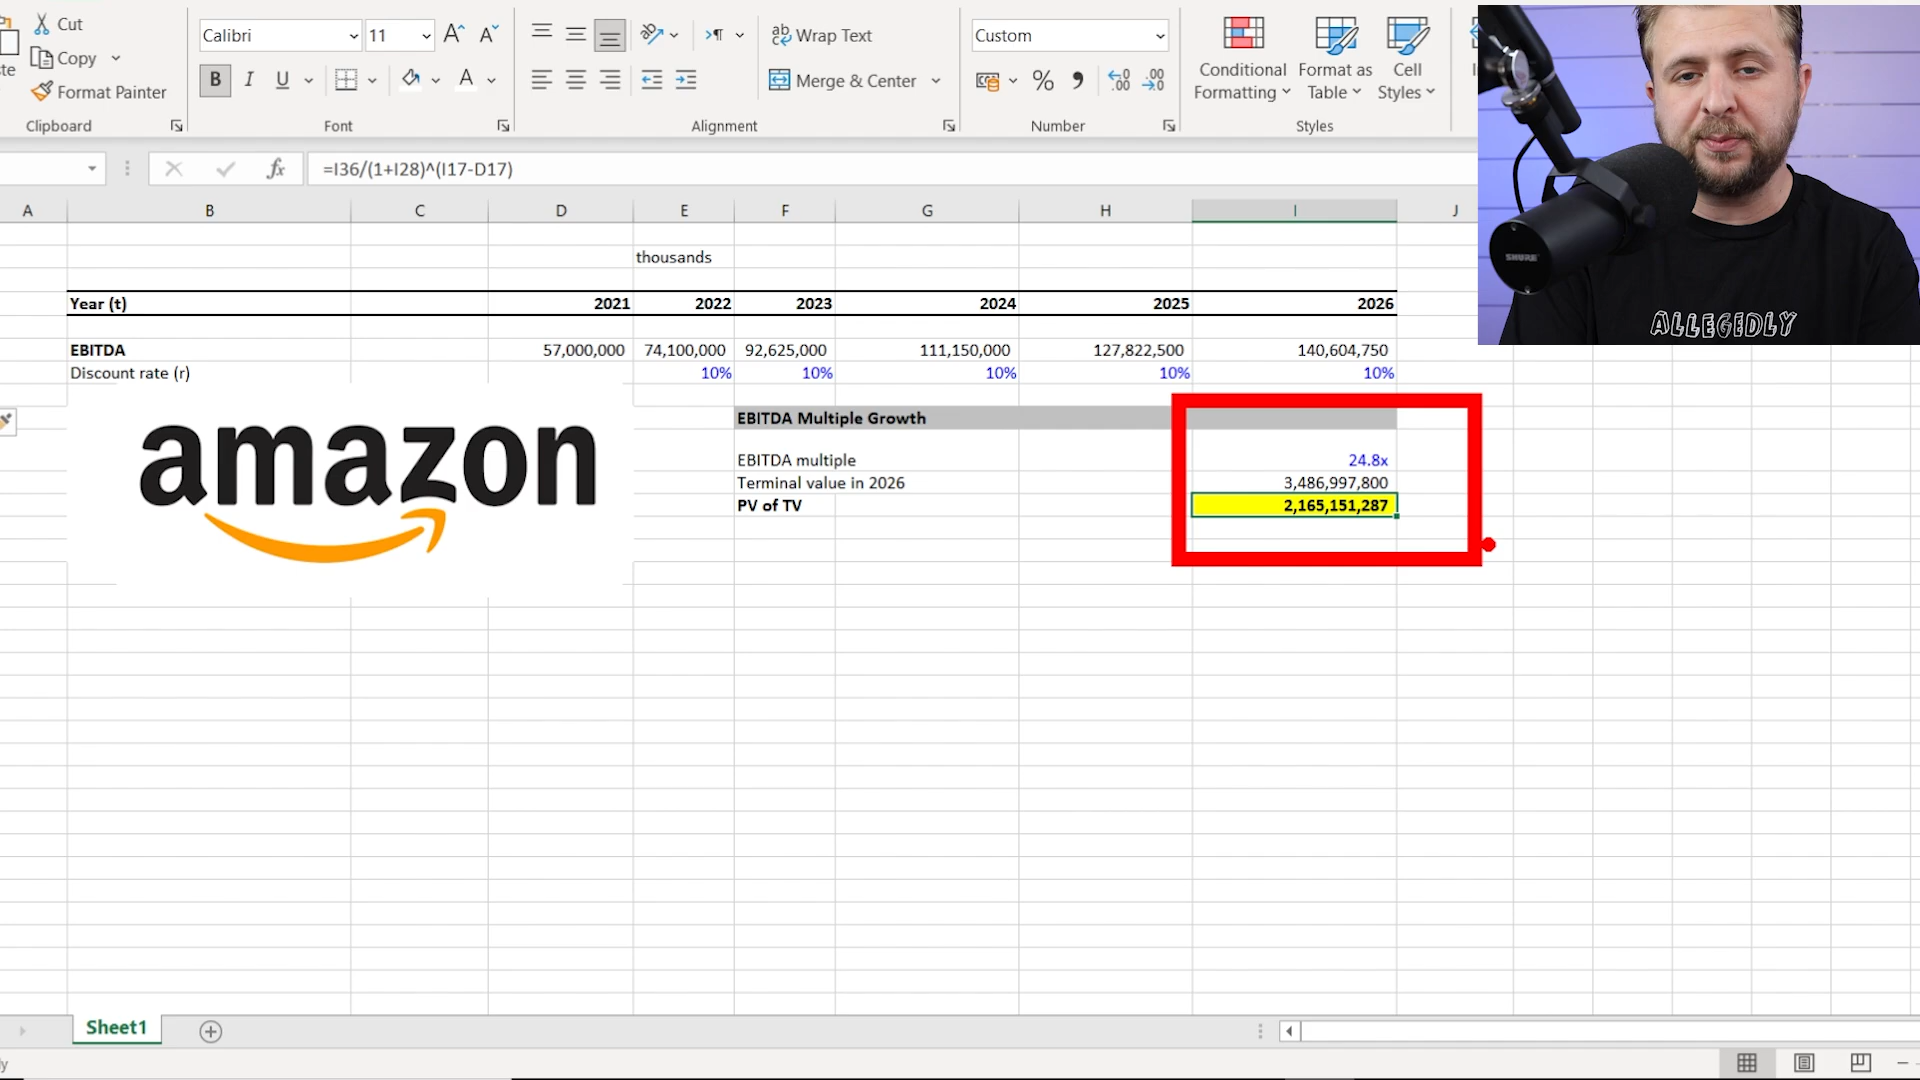 Cut
Copy
Format Painter
Clipboard
Calibri 11
B I U
Font
Wrap Text
Merge & Center
Alignment
Custom
Number
Conditional Formatting
Format as Table
Cell Styles
Styles
=I36/(1+I28)^(I17-D17)
A B C D E F G H I J
thousands
Year (t) 2021 2022 2023 2024 2025 2026
EBITDA 57,000,000 74,100,000 92,625,000 111,150,000 127,822,500 140,604,750
Discount rate (r) 10% 10% 10% 10% 10%
EBITDA Multiple Growth
EBITDA multiple 24.8x
Terminal value in 2026 3,486,997,800
PV of TV 2,165,151,287
amazon
SHURE
ALLEGEDLY
Sheet1